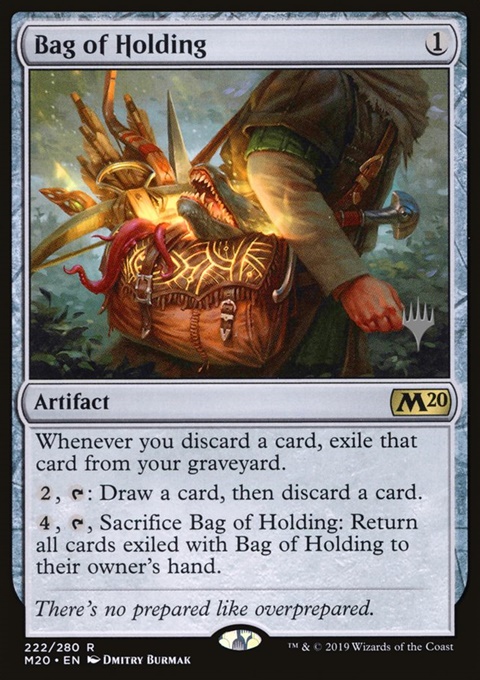 Bag of Holding 1
Artifact M20
Whenever you discard a card, exile that
card from your graveyard.
2, : Draw a card, then discard a card.
4, , Sacrifice Bag of Holding: Return
all cards exiled with Bag of Holding to
their owner's hand.
There's no prepared like overprepared.
222/280 R
M20 • EN Dmitry Burmak
™ & © 2019 Wizards of the Coast